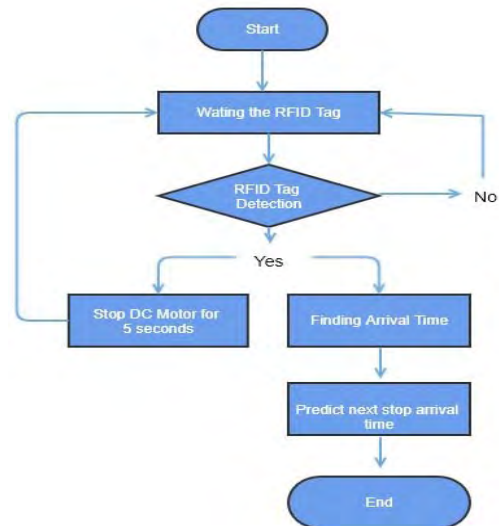 Start
Wating the RFID Tag
RFID Tag
Detection
No
Yes
Stop DC Motor for
5 seconds
Finding Arrival Time
Predict next stop arrival
time
End